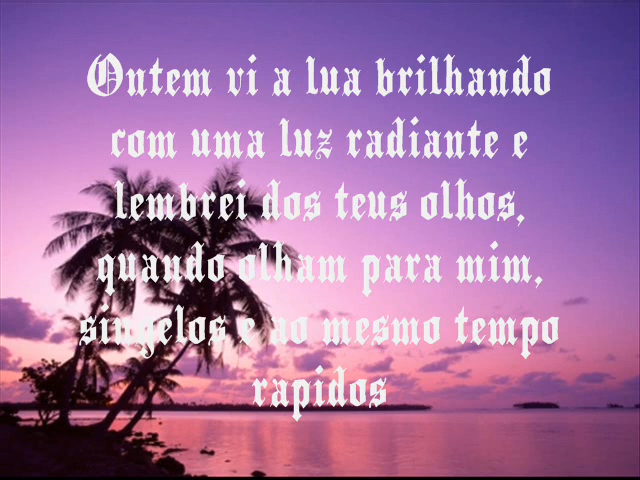 Ontem vi a lua brilhando
com uma luz radiante e
lembrei dos teus olhos,
quando olham para mim,
singelos e ao mesmo tempo
rapidos